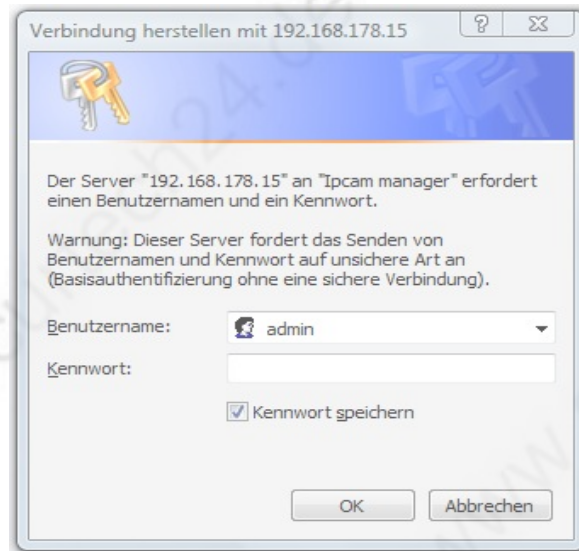 Verbindung herstellen mit 192.168.178.15
Der Server "192.168.178.15" an "Ipcam manager" erfordert
einen Benutzernamen und ein Kennwort.
Warnung: Dieser Server fordert das Senden von
Benutzernamen und Kennwort auf unsichere Art an
(Basisauthentifizierung ohne eine sichere Verbindung).
Benutzername: admin
Kennwort:
Kennwort speichern
OK Abbrechen